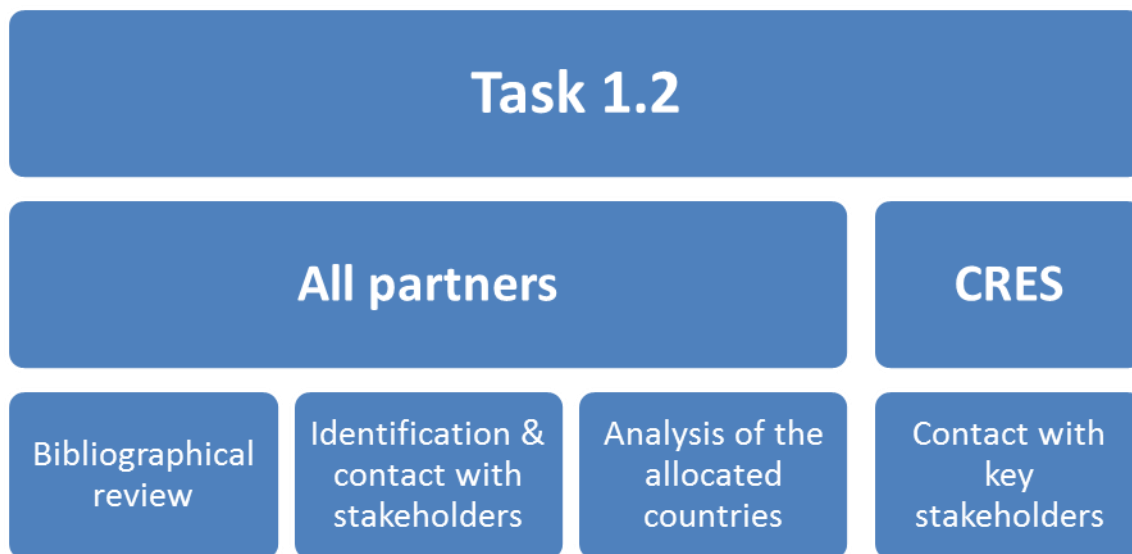 Task 1.2
All partners
CRES
Bibliographical
review
Identification &
contact with
stakeholders
Analysis of the
allocated
countries
Contact with
key
stakeholders